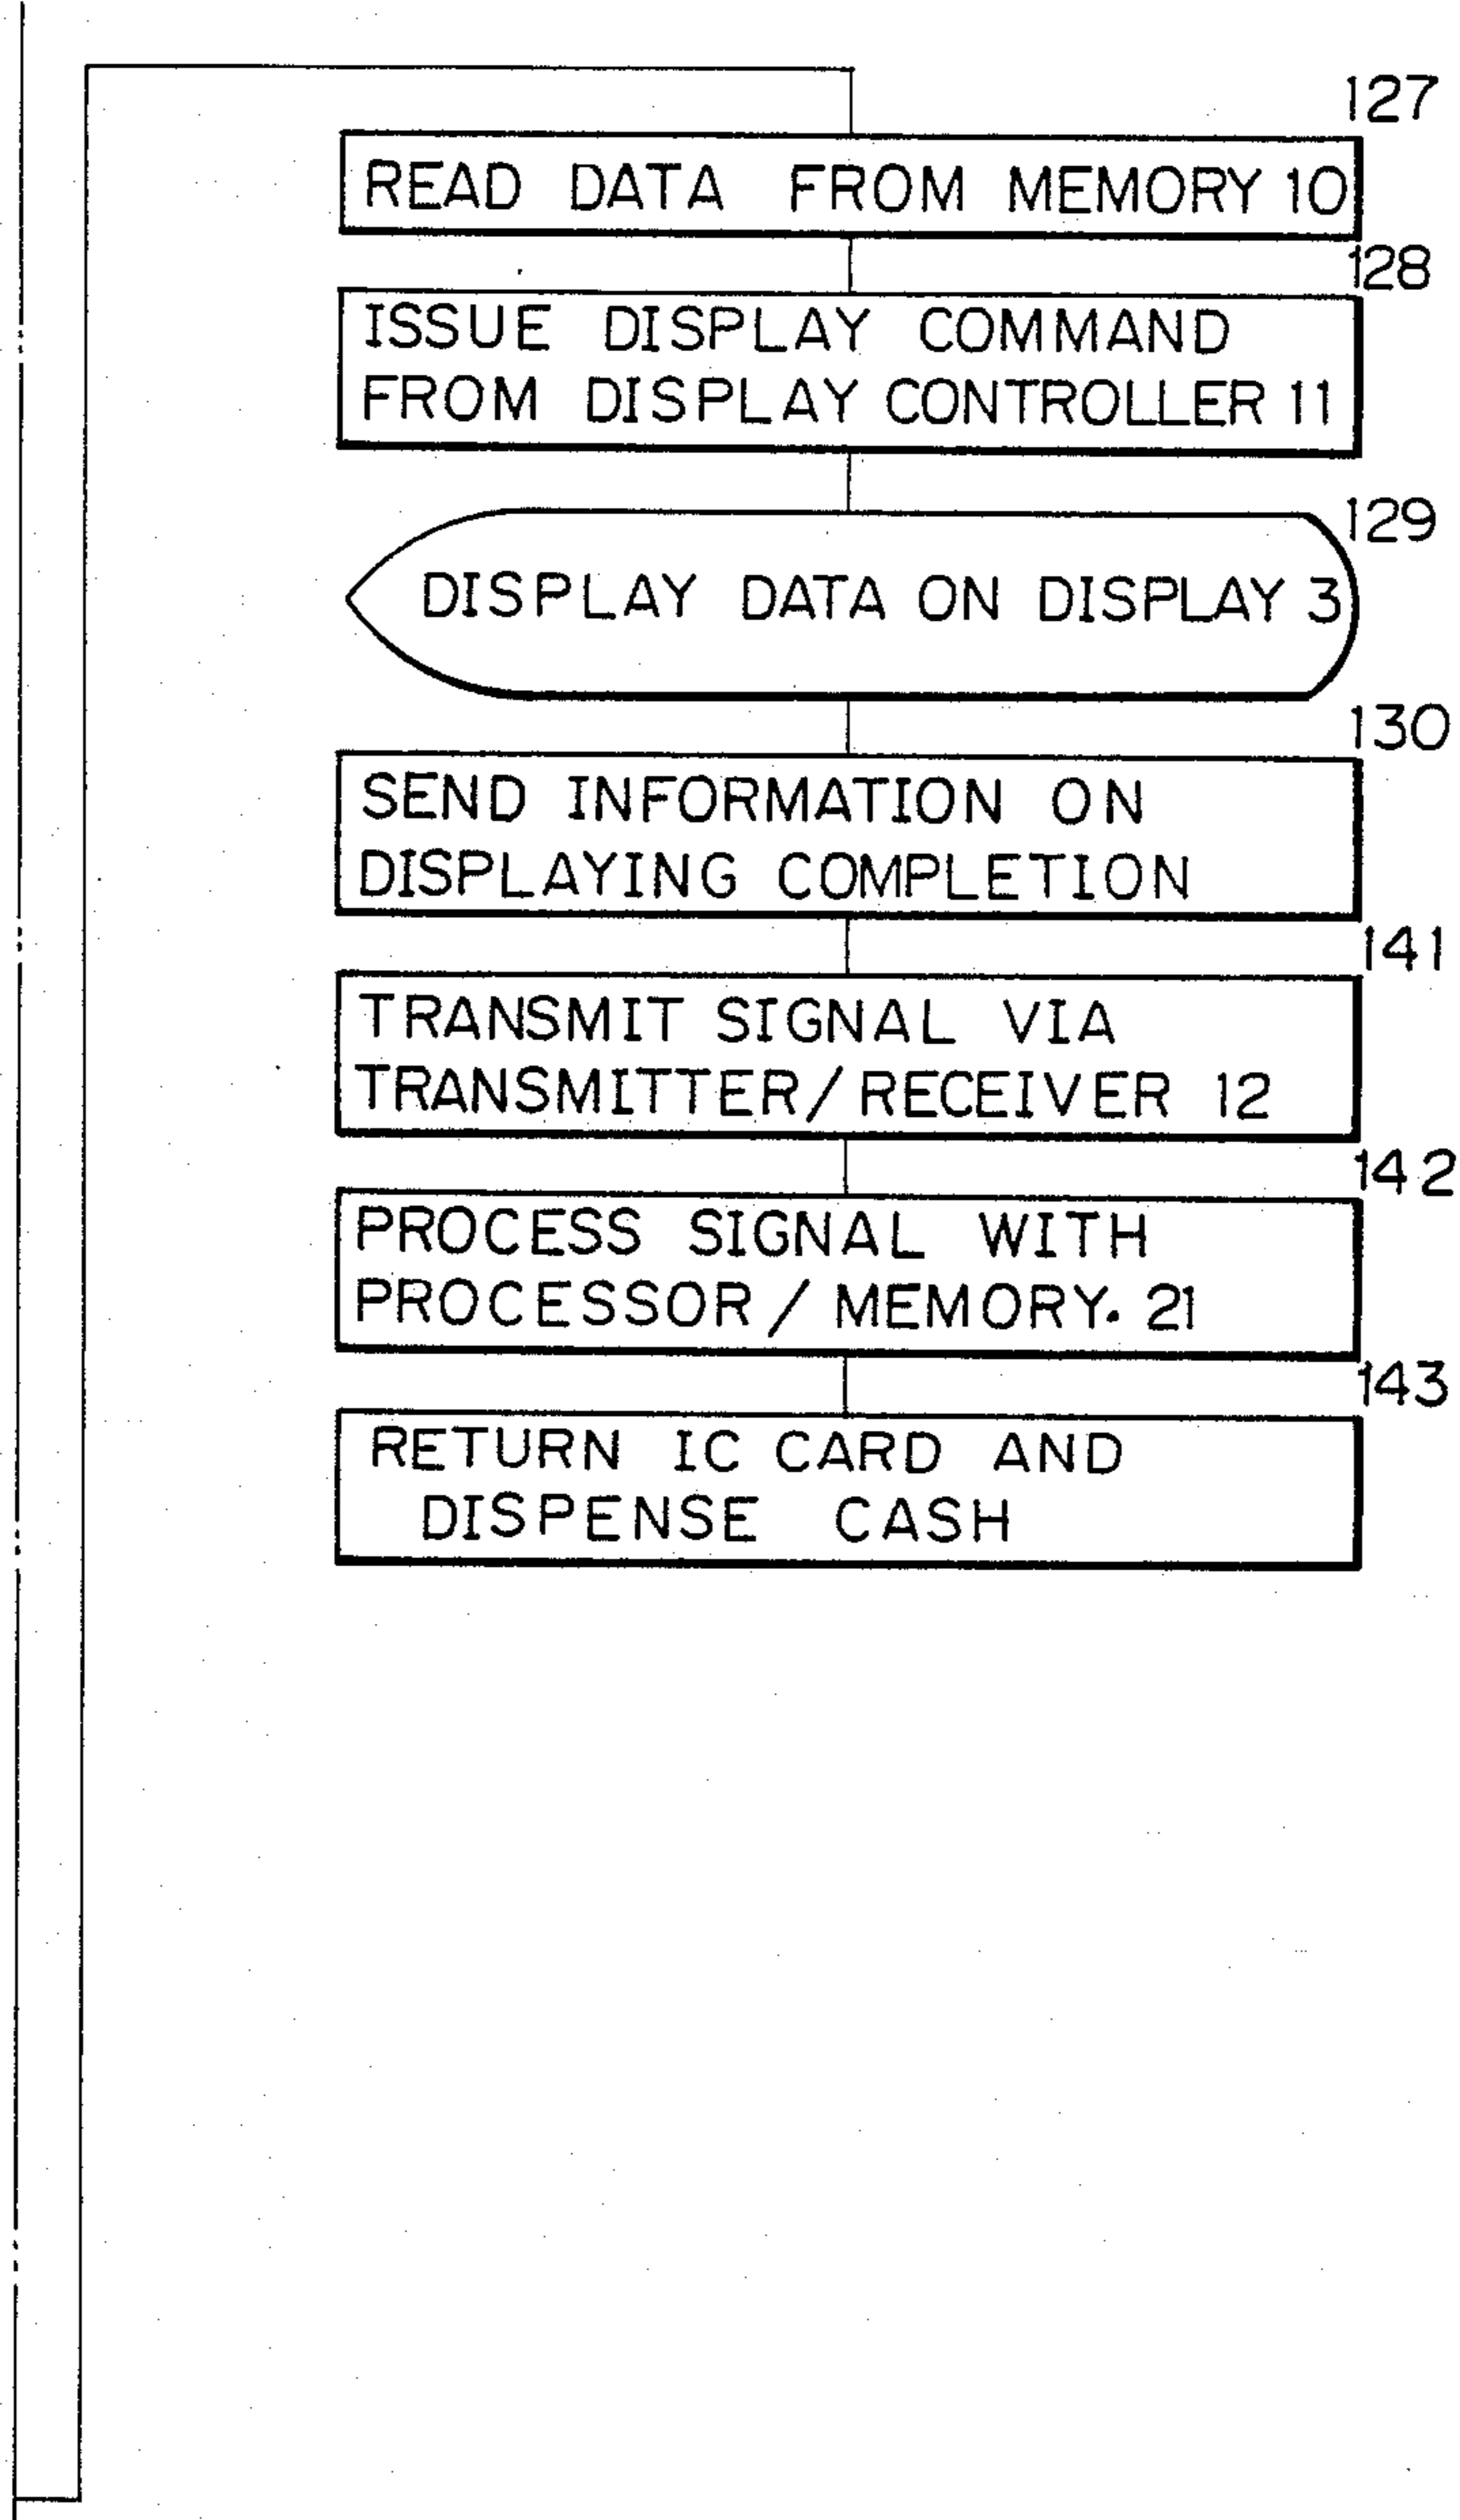 127
READ DATA FROM MEMORY 10
128
ISSUE DISPLAY COMMAND
FROM DISPLAY CONTROLLER 11
129
DISPLAY DATA ON DISPLAY 3
130
SEND INFORMATION ON
DISPLAYING COMPLETION
141
TRANSMIT SIGNAL VIA
TRANSMITTER/RECEIVER 12
142
PROCESS SIGNAL WITH
PROCESSOR/MEMORY. 21
143
RETURN IC CARD AND
DISPENSE CASH